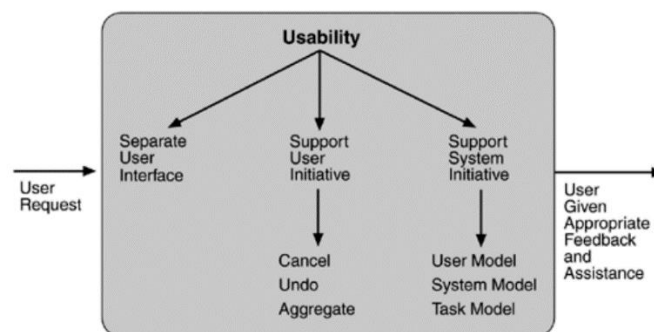 Usability
Separate
User
Interface
Support
User
Initiative
Support
System
Initiative
User
Request
User
Given
Appropriate
Feedback
and
Assistance
Cancel
Undo
Aggregate
User Model
System Model
Task Model